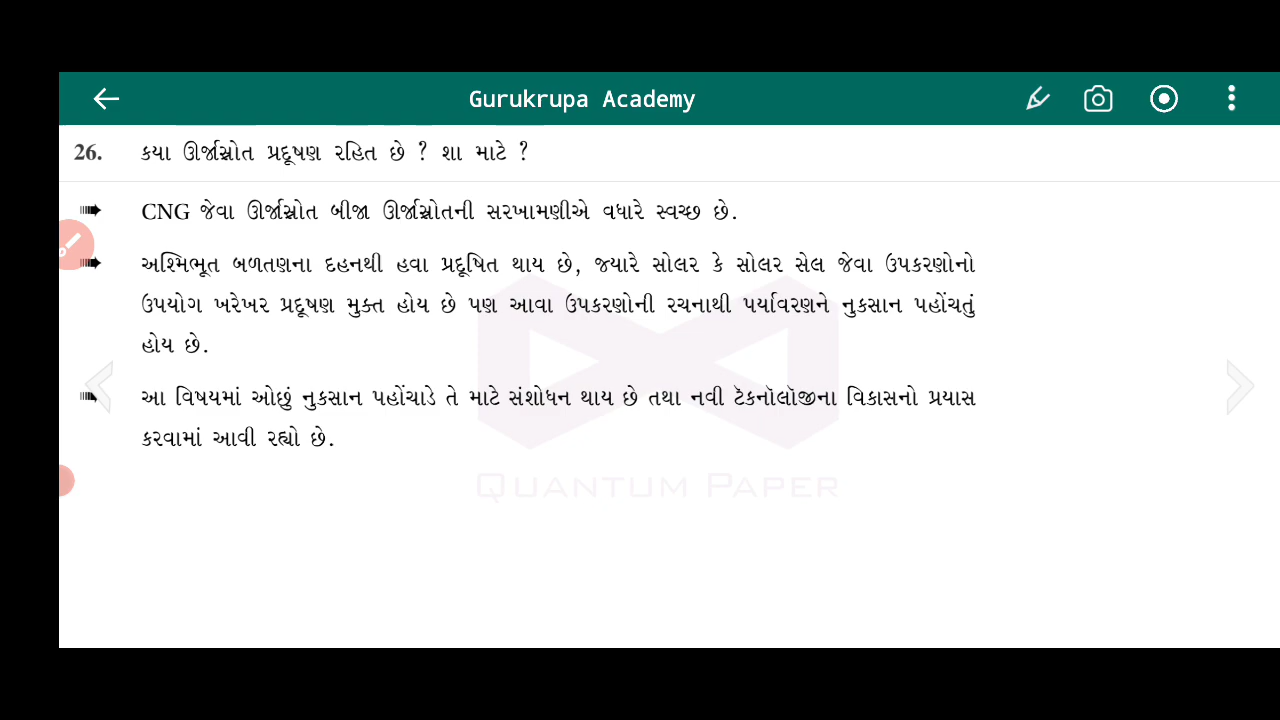 Gurukrupa Academy
26. કયા ઊર્જાસ્રોત પ્રદૂષણ રહિત છે ? શા માટે ?
CNG જેવા ઊર્જાસ્રોત બીજા ઊર્જાસ્રોતની સરખામણીએ વધારે સ્વચ્છ છે.
અશ્મિભૂત બળતણના દહનથી હવા પ્રદૂષિત થાય છે, જ્યારે સોલર કે સોલર સેલ જેવા ઉપકરણોનો
ઉપયોગ ખરેખર પ્રદૂષણ મુક્ત હોય છે પણ આવા ઉપકરણોની રચનાથી પર્યાવરણને નુકસાન પહોંચતું
હોય છે.
આ વિષયમાં ઓછું નુકસાન પહોંચાડે તે માટે સંશોધન થાય છે તથા નવી ટૅકનૉલૉજીના વિકાસનો પ્રયાસ
કરવામાં આવી રહ્યો છે.
QUANTUM PAPER